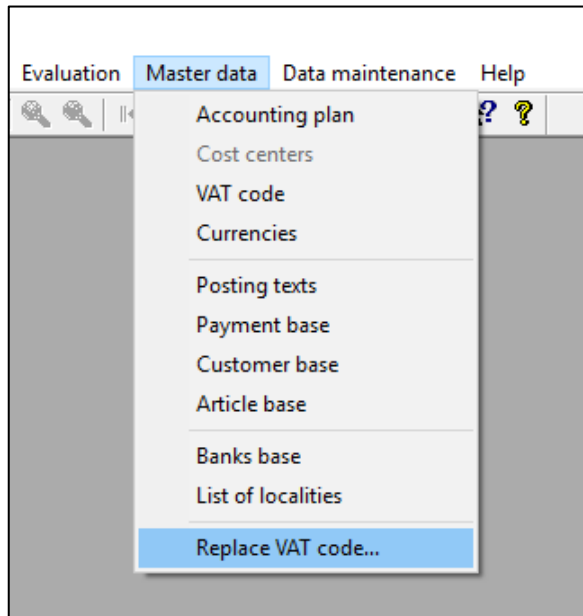 Evaluation Master data Data maintenance Help
Accounting plan
Cost centers
VAT code
Currencies
Posting texts
Payment base
Customer base
Article base
Banks base
List of localities
Replace VAT code...